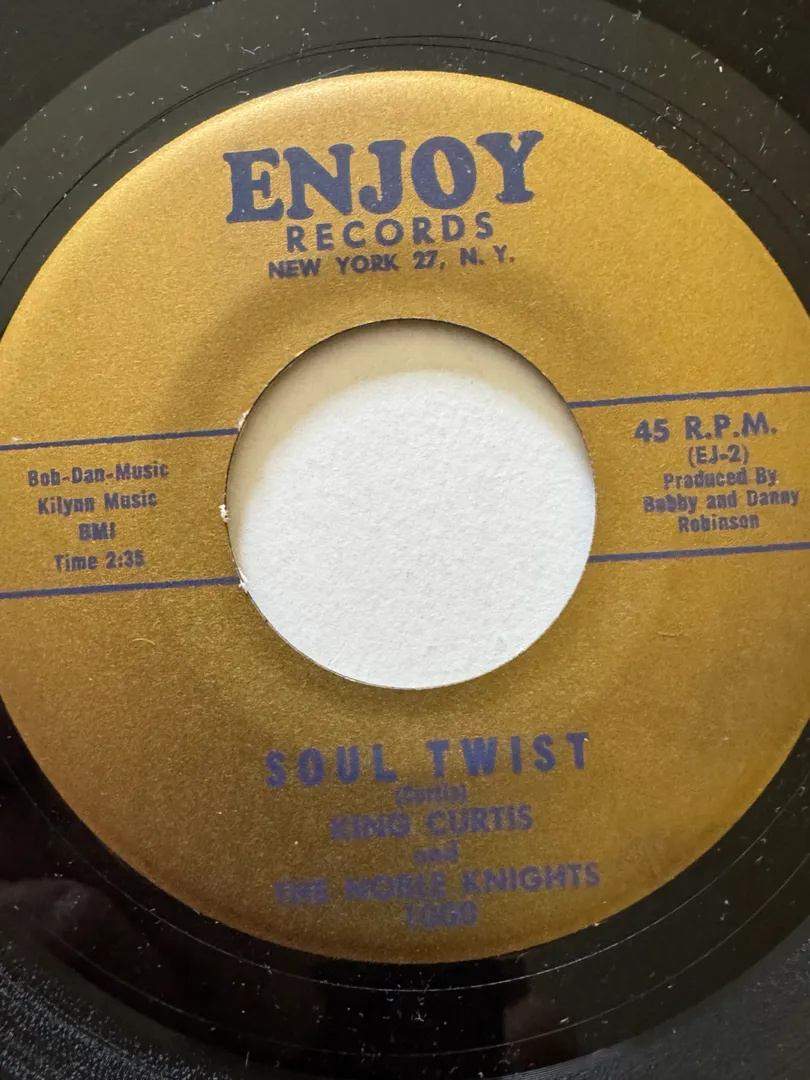 ENJOY
RECORDS
NEW YORK 27, N. Y.
Bob-Dan-Music
Kilynn Music
BMI
Time 2:35
45 R.P.M.
(EJ-2)
Produced By
Bobby and Danny
Robinson
SOUL TWIST
(Curtis)
KING CURTIS
and
THE NOBLE KNIGHTS
1000